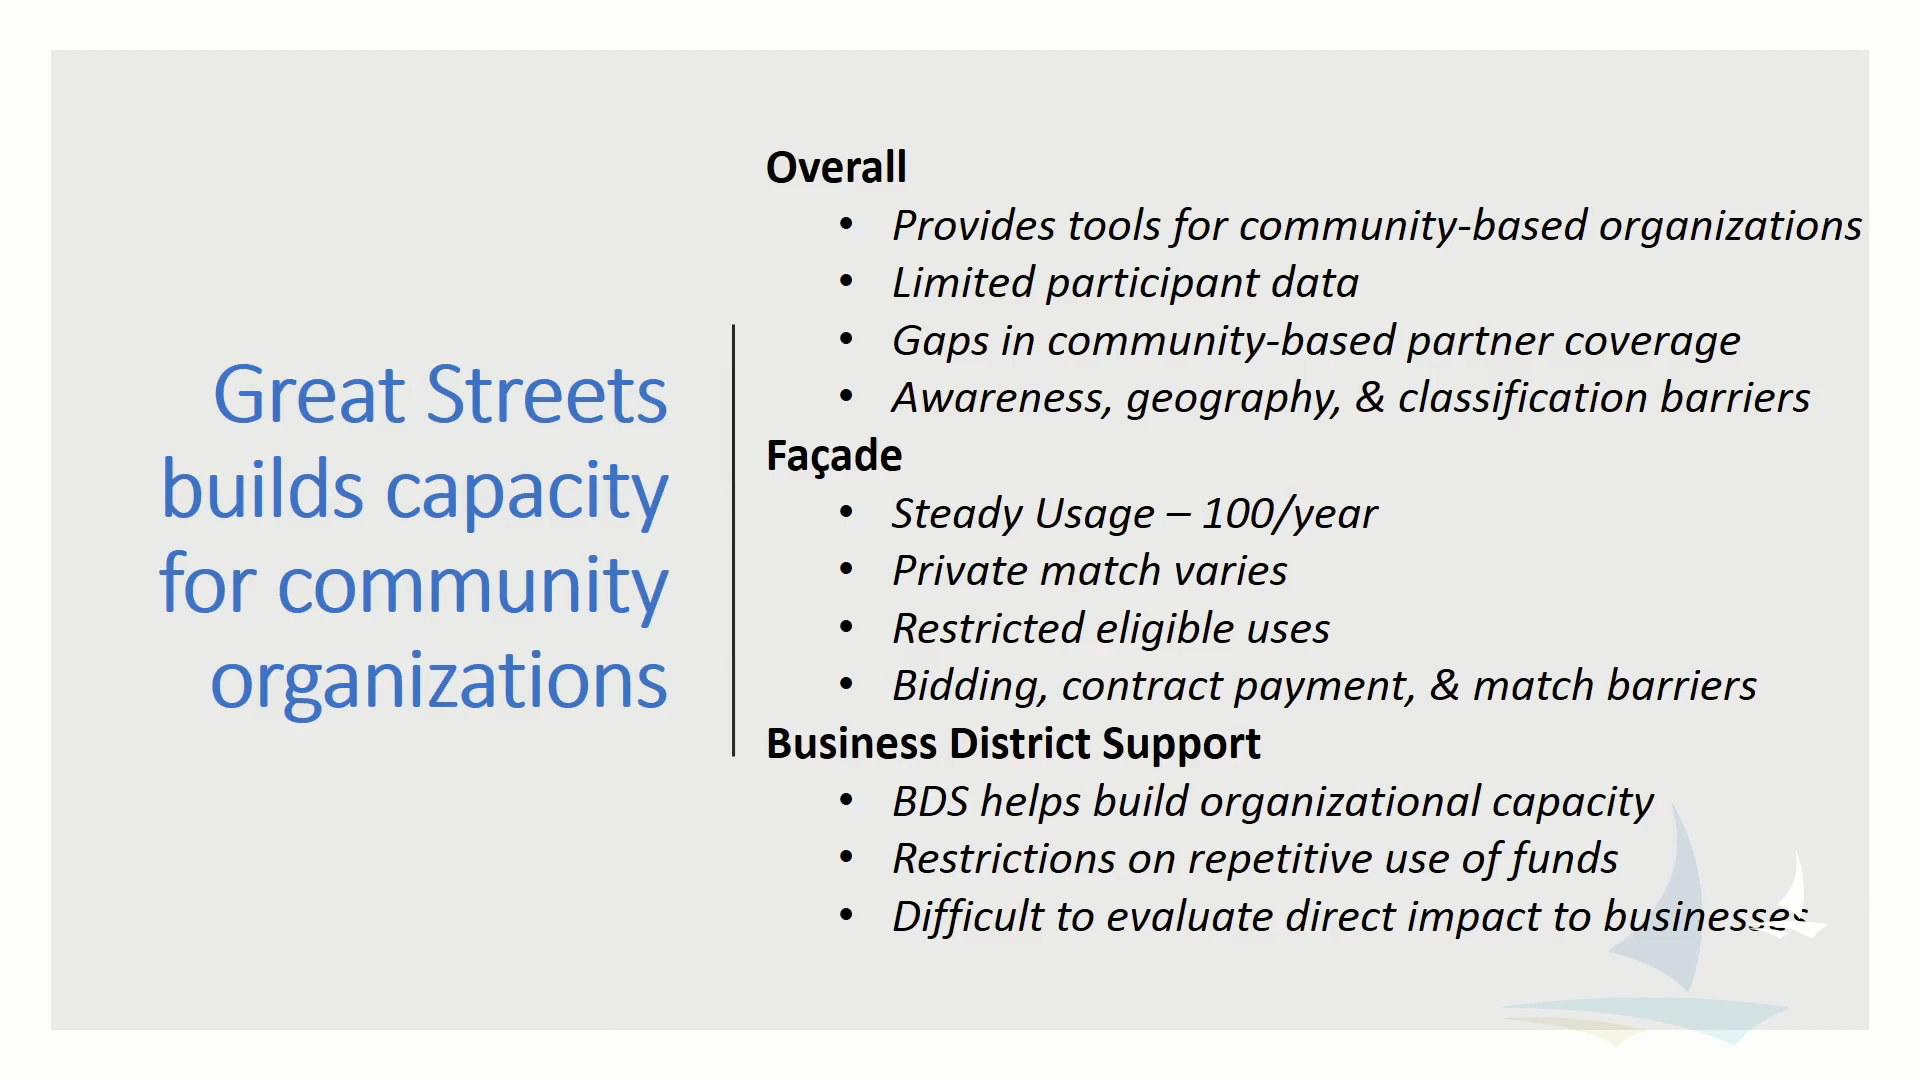 Great Streets
builds capacity
for community
organizations
Overall
• Provides tools for community-based organizations
• Limited participant data
• Gaps in community-based partner coverage
• Awareness, geography, & classification barriers
Façade
• Steady Usage – 100/year
• Private match varies
• Restricted eligible uses
• Bidding, contract payment, & match barriers
Business District Support
• BDS helps build organizational capacity
• Restrictions on repetitive use of funds
• Difficult to evaluate direct impact to businesses